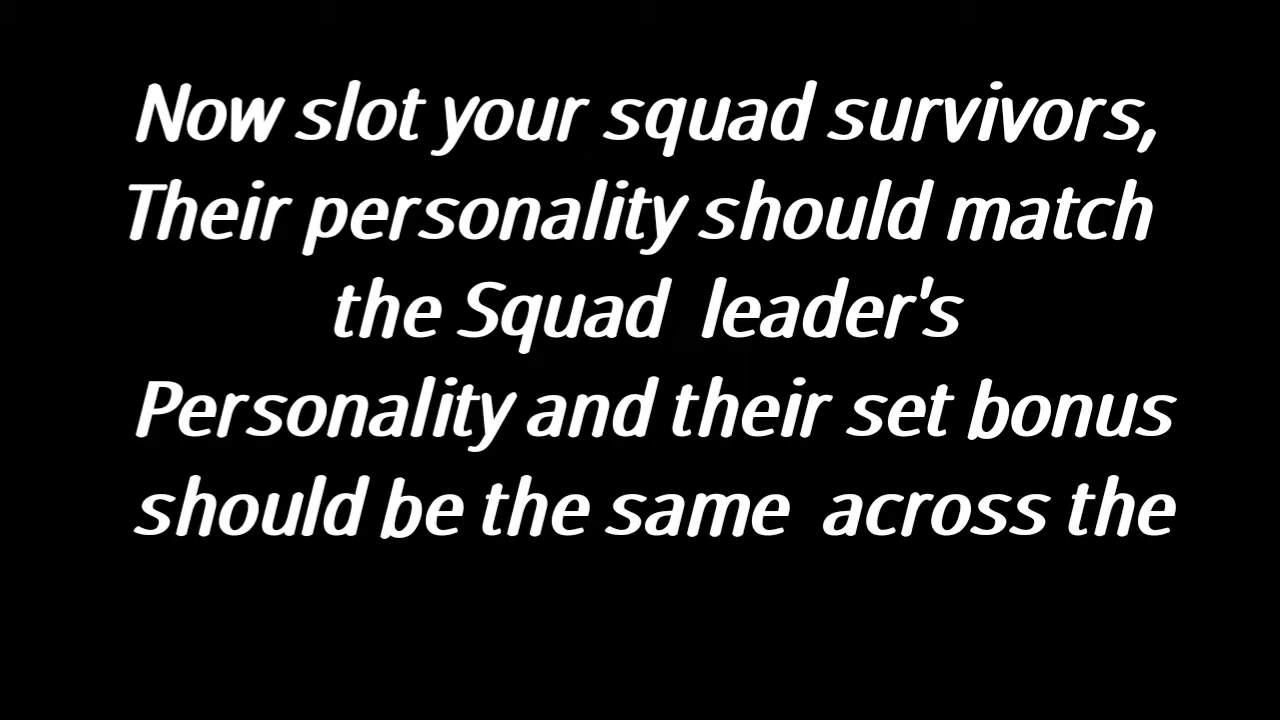 Now slot your squad survivors,
Their personality should match
the Squad leader's
Personality and their set bonus
should be the same across the